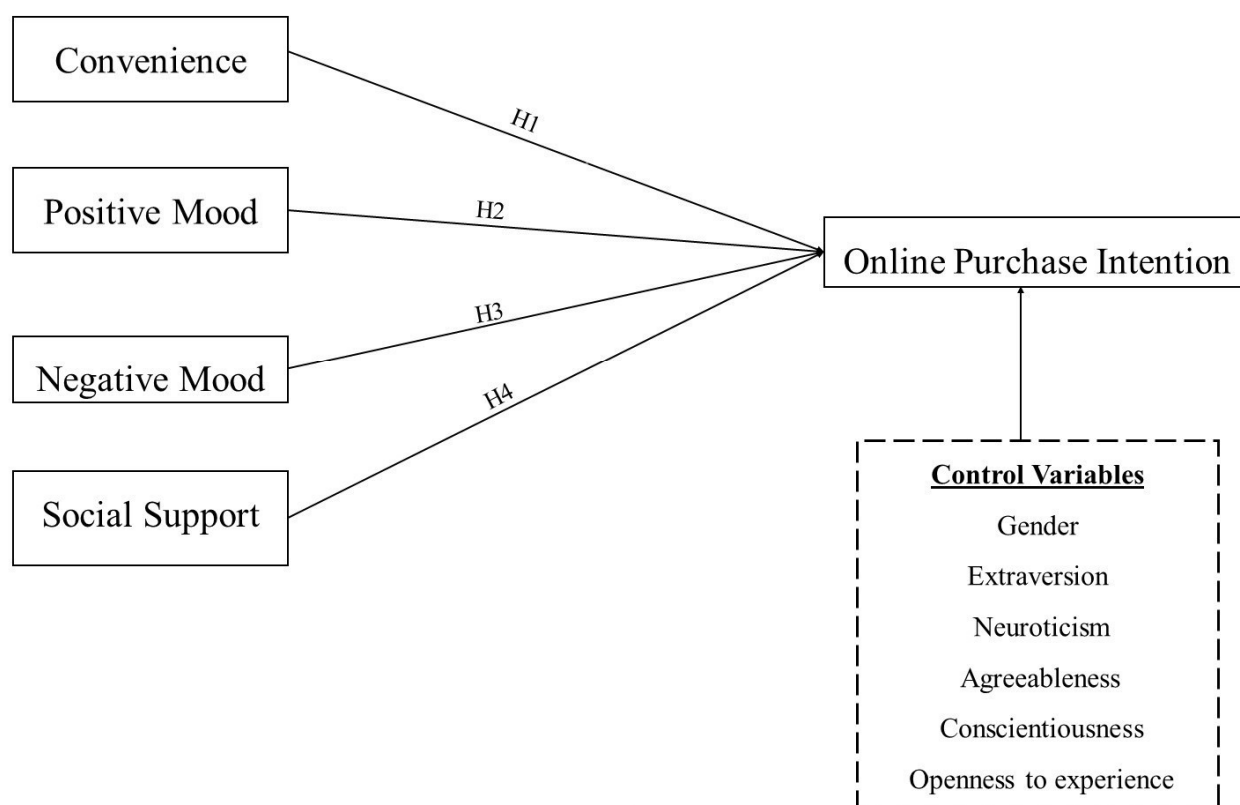 Convenience
H1
Positive Mood
H2
Online Purchase Intention
H3
Negative Mood
H4
Social Support
Control Variables
Gender
Extraversion
Neuroticism
Agreeableness
Conscientiousness
Openness to experience